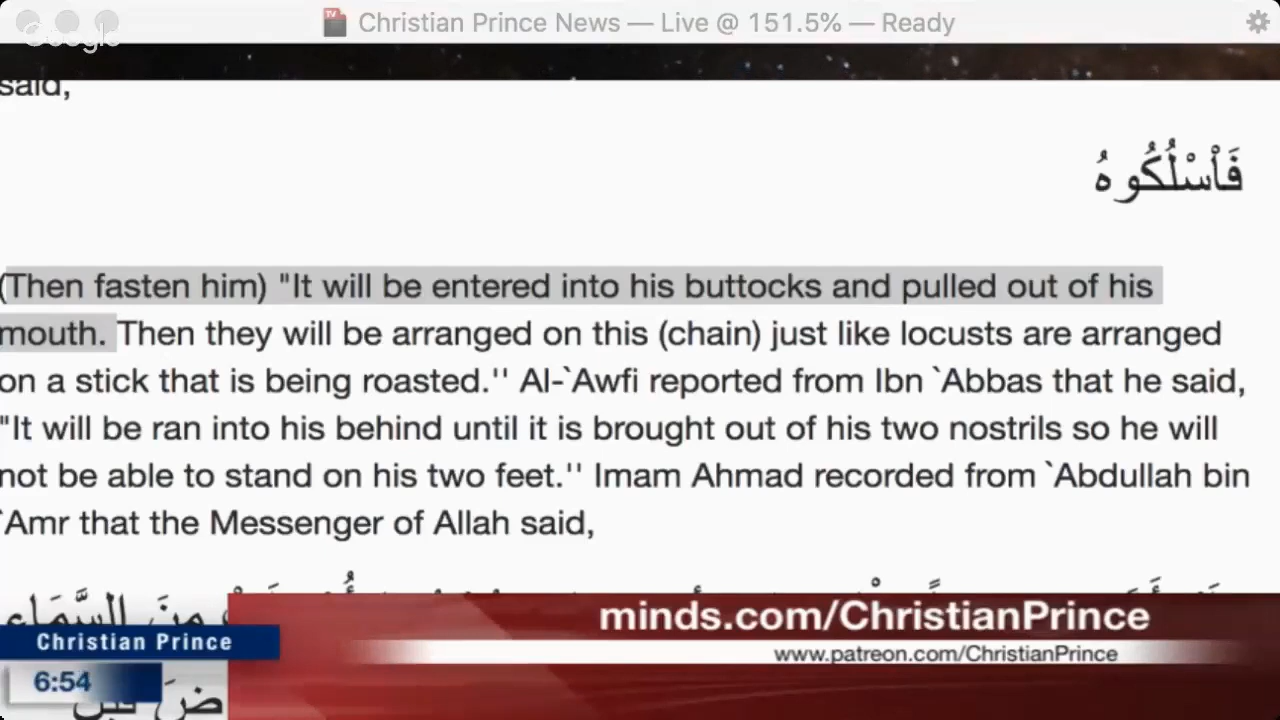 Christian Prince News — Live @ 151.5% — Ready
Google
said,
فَاسْلُكُوهُ
(Then fasten him) "It will be entered into his buttocks and pulled out of his
mouth. Then they will be arranged on this (chain) just like locusts are arranged
on a stick that is being roasted.'' Al-`Awfi reported from Ibn `Abbas that he said,
"It will be ran into his behind until it is brought out of his two nostrils so he will
not be able to stand on his two feet.'' Imam Ahmad recorded from `Abdullah bin
`Amr that the Messenger of Allah said,
مِنَ السَّمَاءِ
minds.com/ChristianPrince
Christian Prince
www.patreon.com/ChristianPrince
6:54